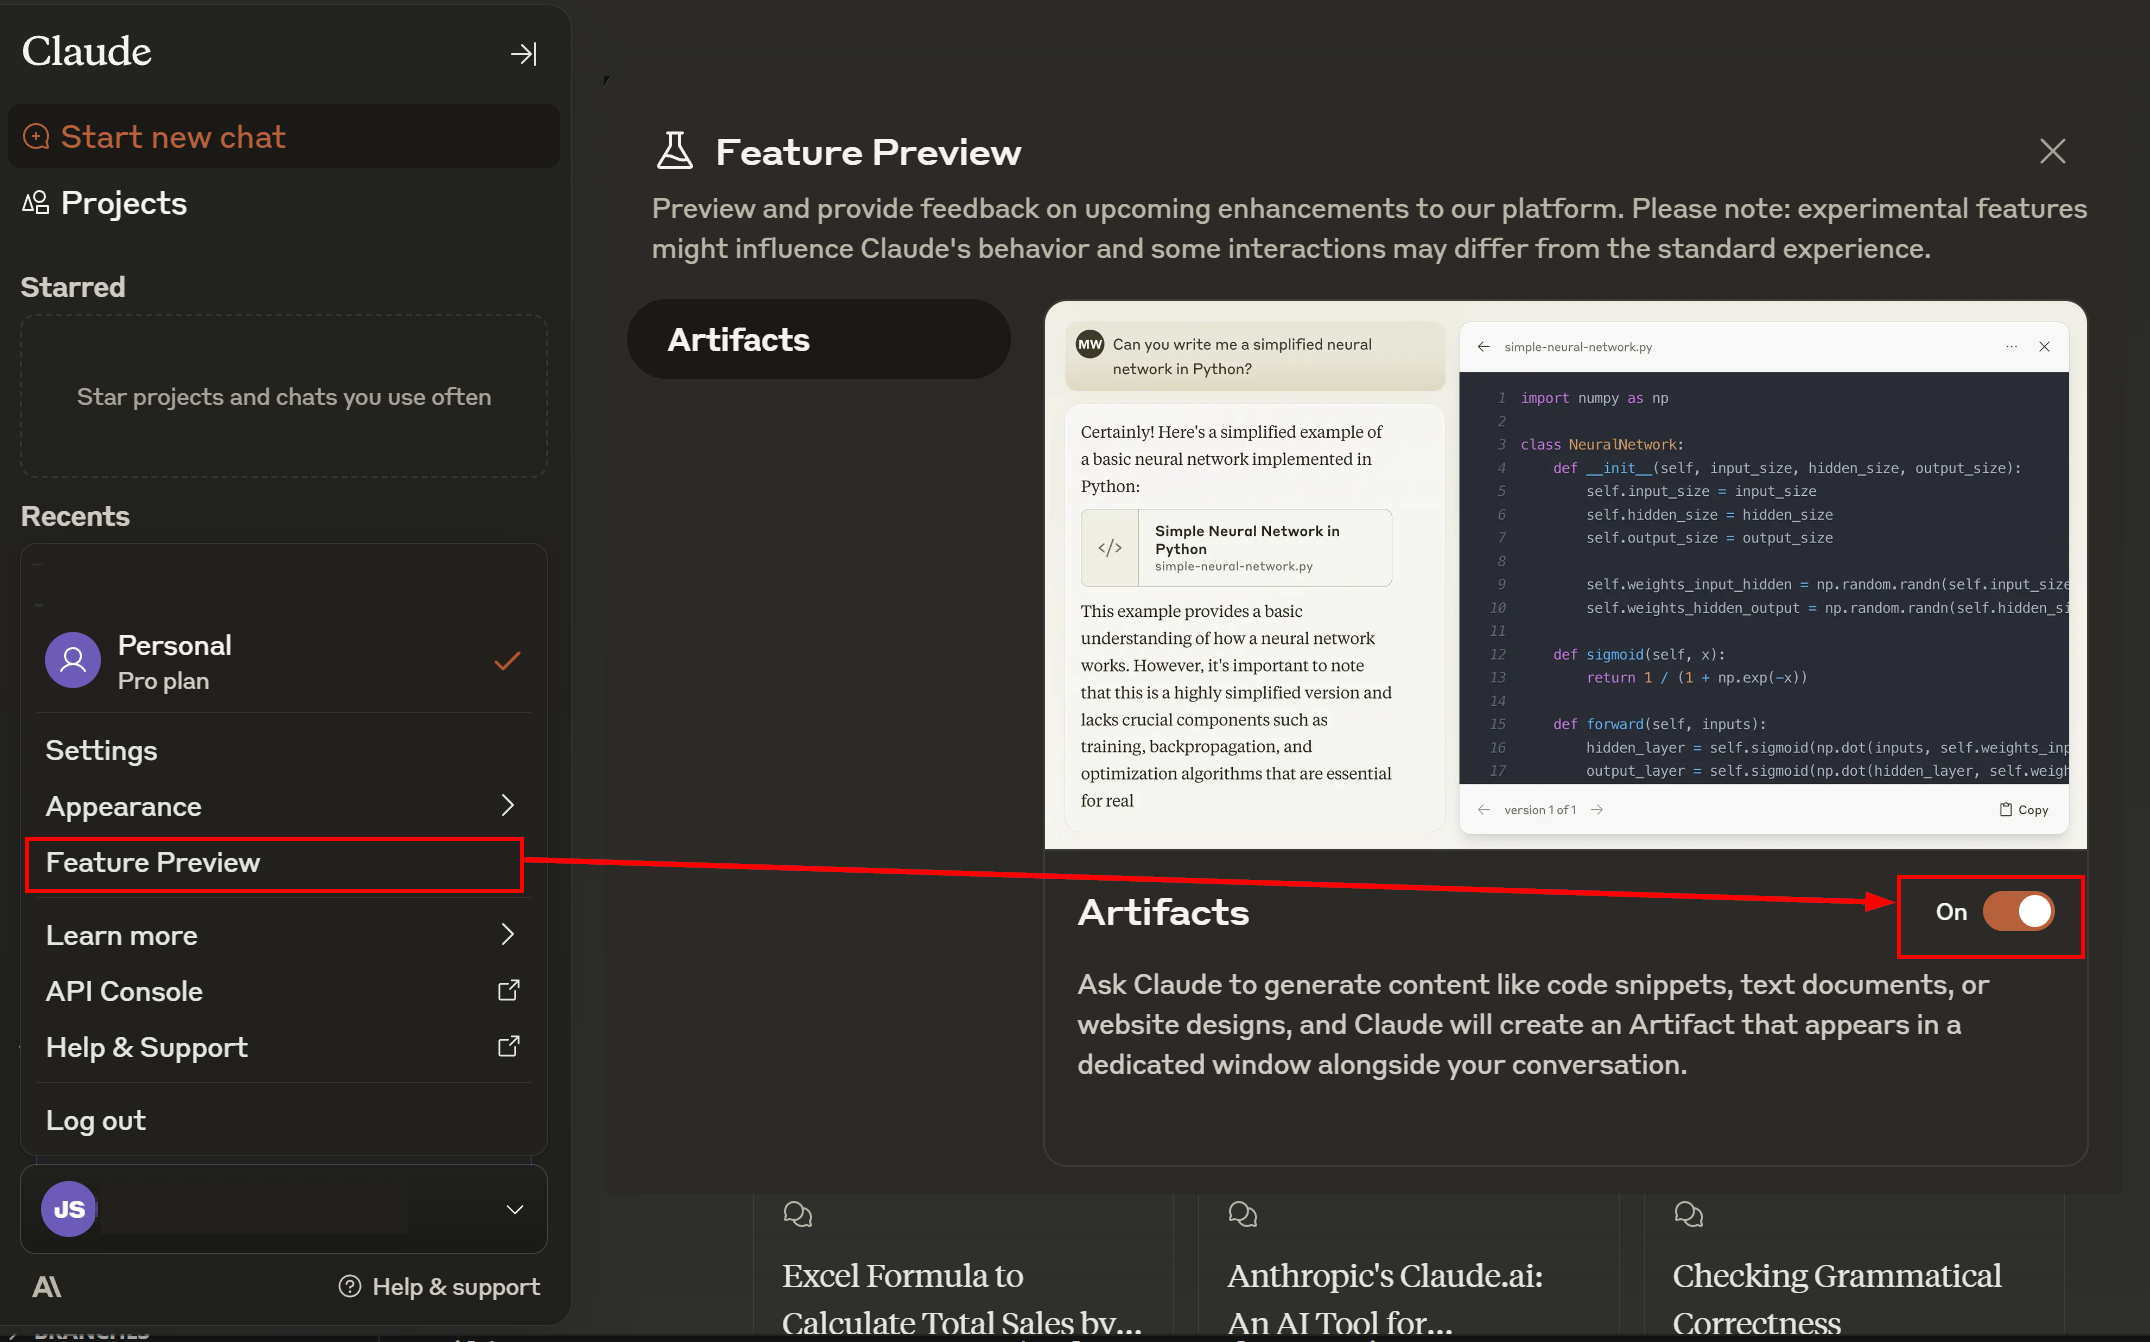 Claude
Start new chat
Projects
Starred
Star projects and chats you use often
Recents
Personal
Pro plan
Settings
Appearance
Feature Preview
Learn more
API Console
Help & Support
Log out
JS
Help & support
BRANCHES
Feature Preview
Preview and provide feedback on upcoming enhancements to our platform. Please note: experimental features
might influence Claude's behavior and some interactions may differ from the standard experience.
Artifacts
MW
Can you write me a simplified neural
network in Python?
Certainly! Here's a simplified example of
a basic neural network implemented in
Python:
</>
Simple Neural Network in
Python
simple-neural-network.py
This example provides a basic
understanding of how a neural network
works. However, it's important to note
that this is a highly simplified version and
lacks crucial components such as
training, backpropagation, and
optimization algorithms that are essential
for real
simple-neural-network.py
1 import numpy as np
2
3 class NeuralNetwork:
4 def __init__(self, input_size, hidden_size, output_size):
5 self.input_size = input_size
6 self.hidden_size = hidden_size
7 self.output_size = output_size
8
9 self.weights_input_hidden = np.random.randn(self.input_size
10 self.weights_hidden_output = np.random.randn(self.hidden_si
11
12 def sigmoid(self, x):
13 return 1 / (1 + np.exp(-x))
14
15 def forward(self, inputs):
16 hidden_layer = self.sigmoid(np.dot(inputs, self.weights_inp
17 output_layer = self.sigmoid(np.dot(hidden_layer, self.weigh
version 1 of 1
Copy
Artifacts
On
Ask Claude to generate content like code snippets, text documents, or
website designs, and Claude will create an Artifact that appears in a
dedicated window alongside your conversation.
Excel Formula to
Calculate Total Sales by...
Anthropic's Claude.ai:
An AI Tool for...
Checking Grammatical
Correctness